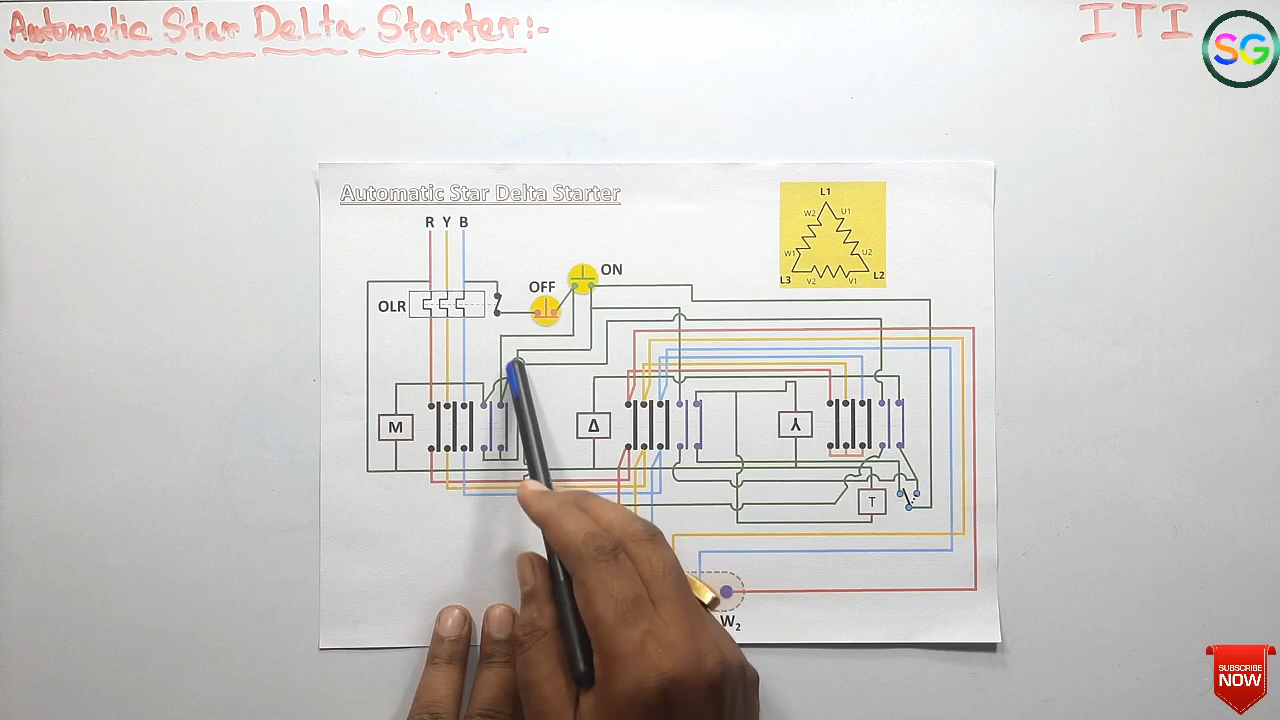 Autometic Star Delta Starter:-
ITI
SG
Automatic Star Delta Starter
L1
W2 U1
W1 U2
L3 L2
V2 V1
R Y B
ON
OFF
OLR
M
Δ
⅄
T
W2
SUBSCRIBE
NOW